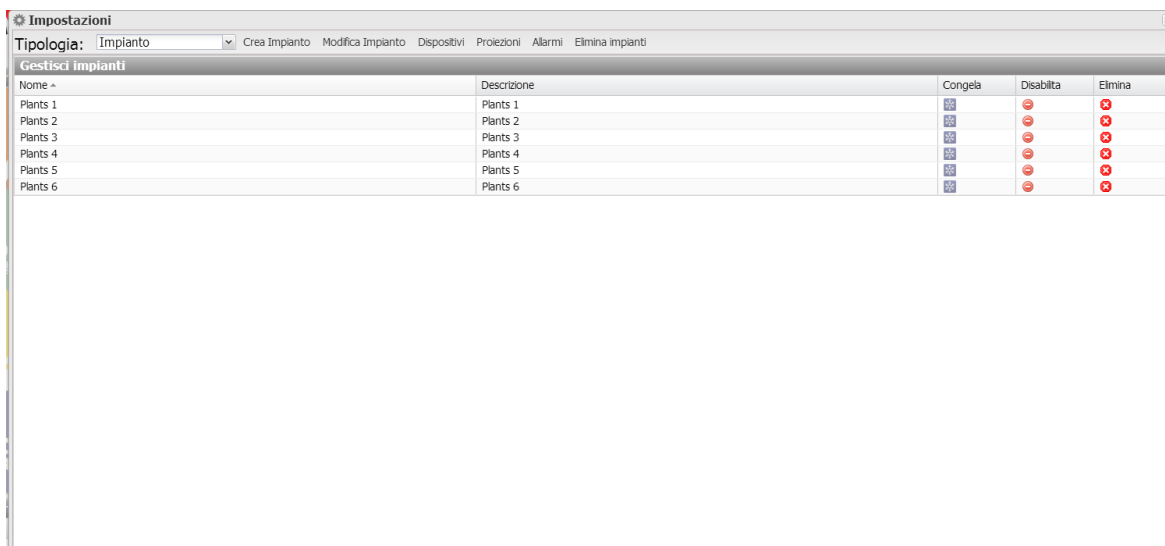 Impostazioni
Tipologia: Impianto Crea Impianto Modifica Impianto Dispositivi Proiezioni Allarmi Elimina impianti
Gestisci impianti
Nome Descrizione Congela Disabilita Elimina
Plants 1 Plants 1
Plants 2 Plants 2
Plants 3 Plants 3
Plants 4 Plants 4
Plants 5 Plants 5
Plants 6 Plants 6